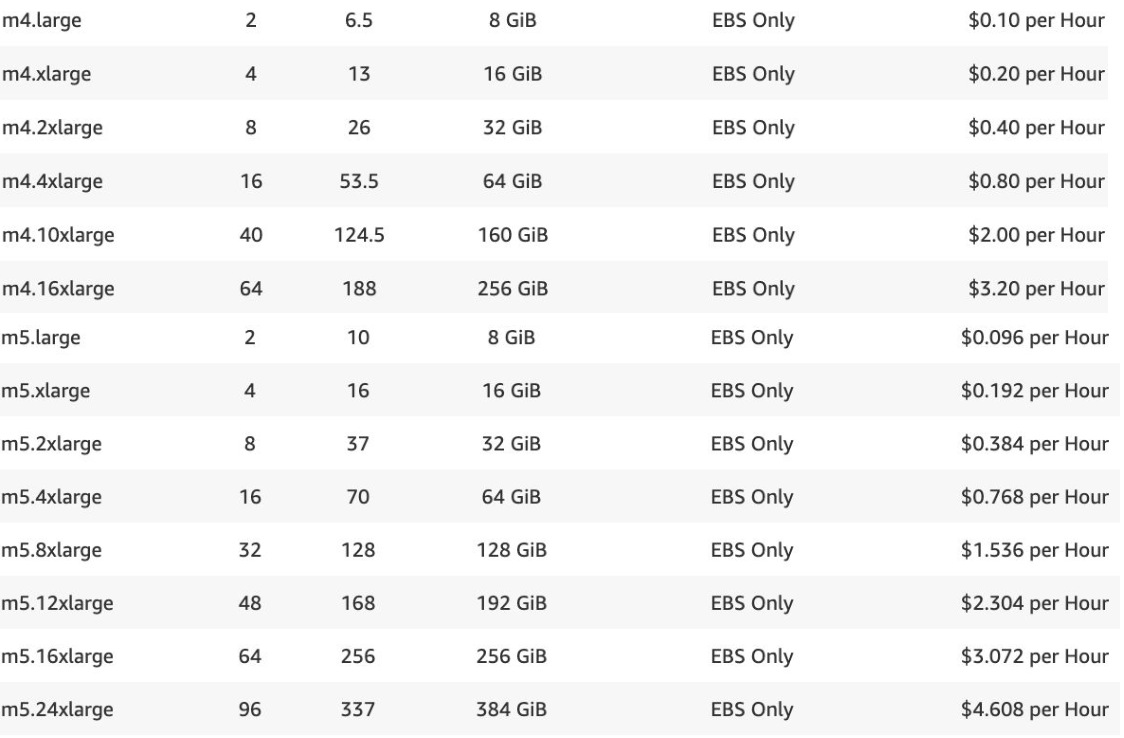 m4.large 2 6.5 8 GiB EBS Only $0.10 per Hour
m4.xlarge 4 13 16 GiB EBS Only $0.20 per Hour
m4.2xlarge 8 26 32 GiB EBS Only $0.40 per Hour
m4.4xlarge 16 53.5 64 GiB EBS Only $0.80 per Hour
m4.10xlarge 40 124.5 160 GiB EBS Only $2.00 per Hour
m4.16xlarge 64 188 256 GiB EBS Only $3.20 per Hour
m5.large 2 10 8 GiB EBS Only $0.096 per Hour
m5.xlarge 4 16 16 GiB EBS Only $0.192 per Hour
m5.2xlarge 8 37 32 GiB EBS Only $0.384 per Hour
m5.4xlarge 16 70 64 GiB EBS Only $0.768 per Hour
m5.8xlarge 32 128 128 GiB EBS Only $1.536 per Hour
m5.12xlarge 48 168 192 GiB EBS Only $2.304 per Hour
m5.16xlarge 64 256 256 GiB EBS Only $3.072 per Hour
m5.24xlarge 96 337 384 GiB EBS Only $4.608 per Hour